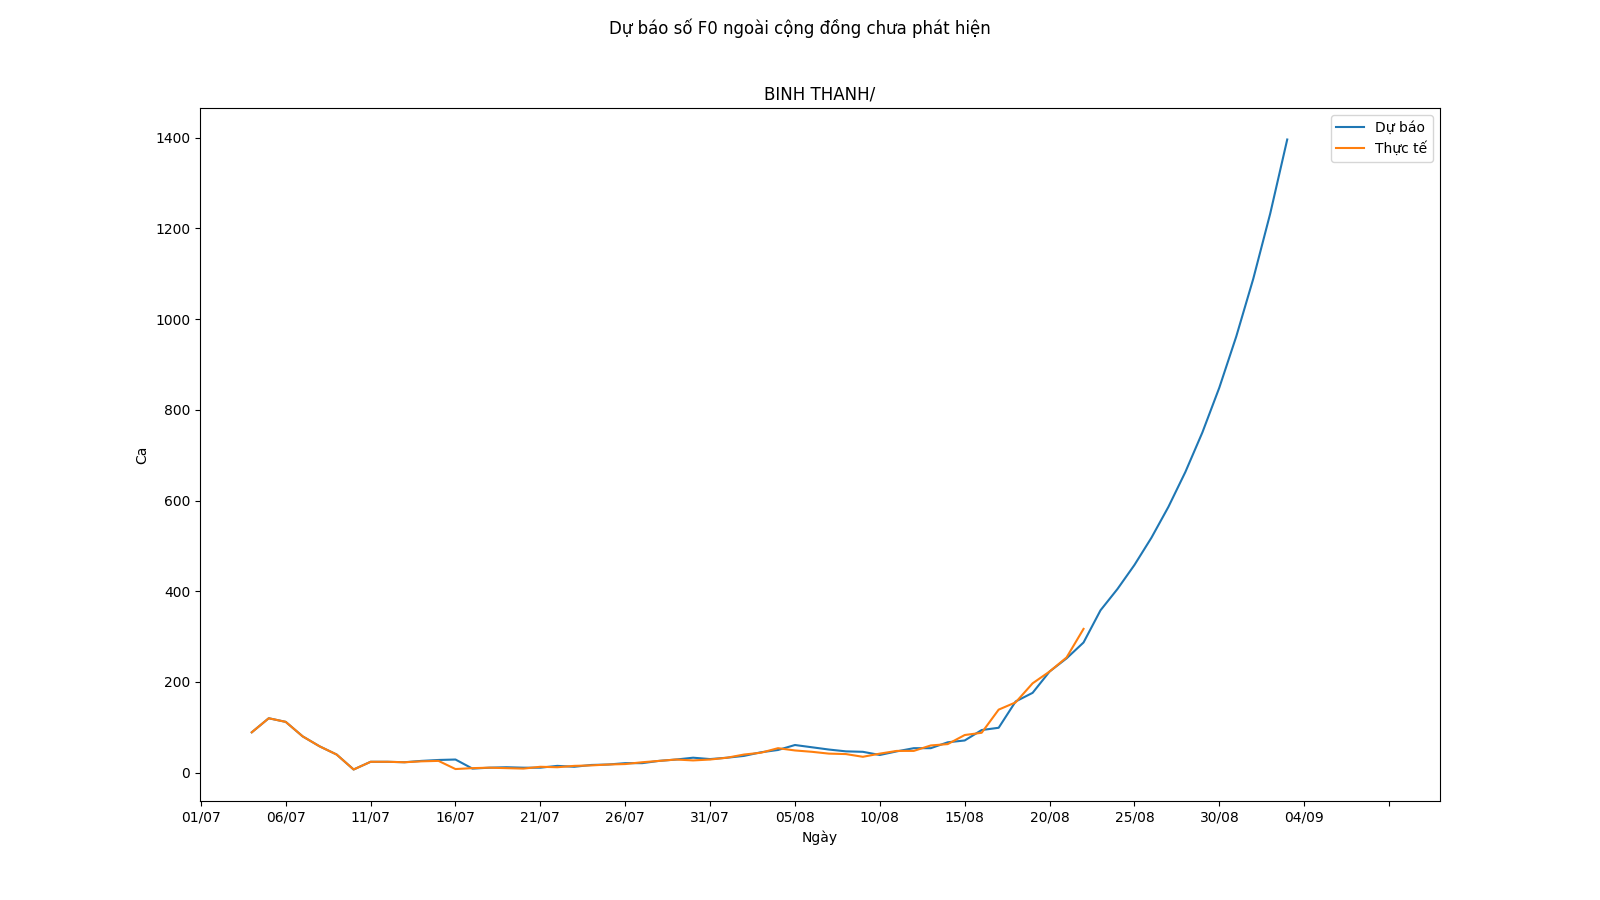 Dự báo số F0 ngoài cộng đồng chưa phát hiện
BINH THANH/
Dự báo
Thực tế
1400
1200
1000
800
600
400
200
0
Ca
01/07 06/07 11/07 16/07 21/07 26/07 31/07 05/08 10/08 15/08 20/08 25/08 30/08 04/09
Ngày